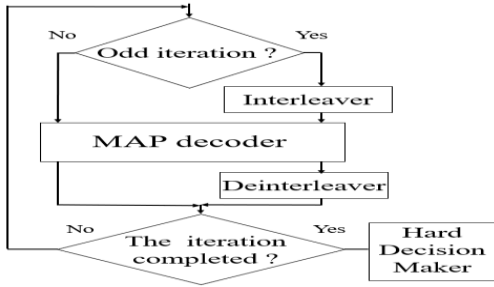 No
Yes
Odd iteration ?
Interleaver
MAP decoder
Deinterleaver
No
Yes
The iteration
completed ?
Hard
Decision
Maker